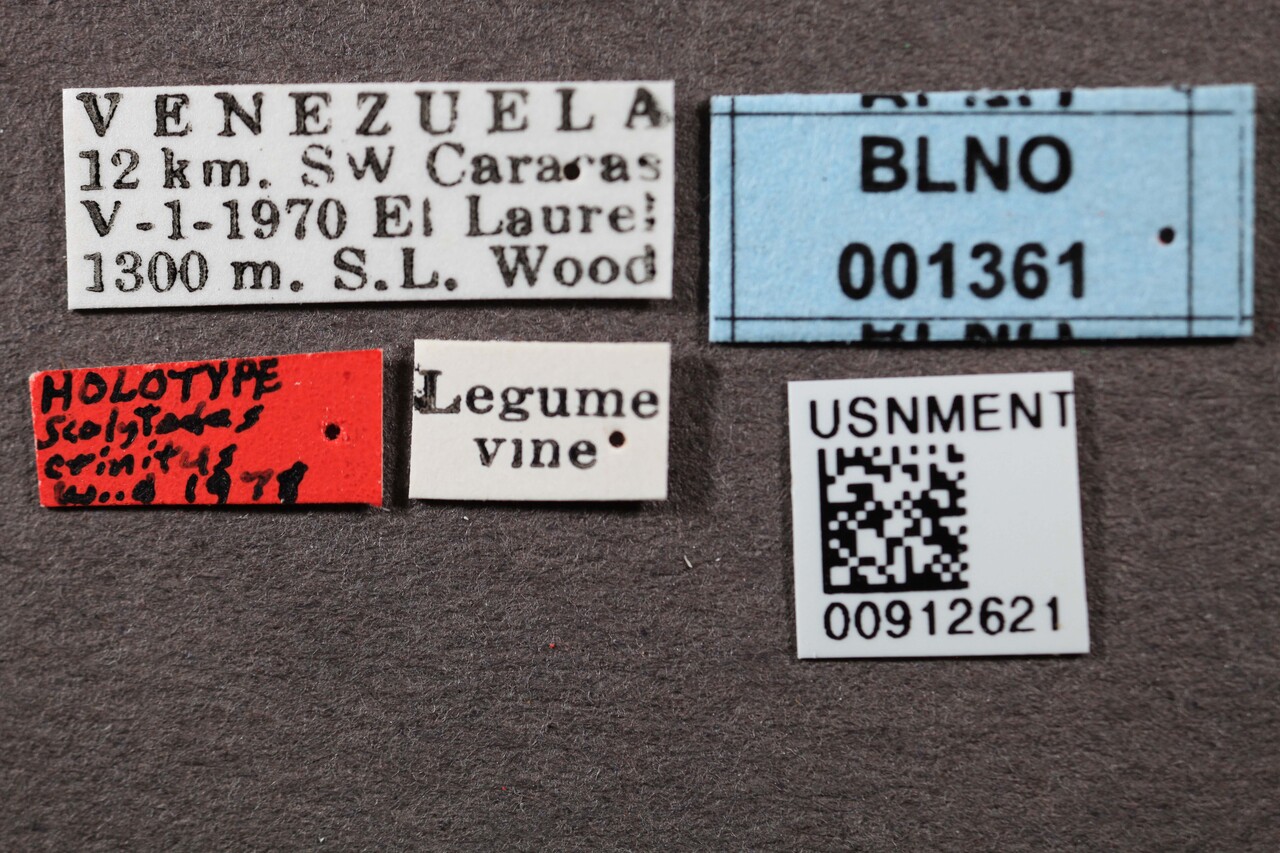 VENEZUELA
12 km. SW Caracas
V-1-1970 El Laurel
1300 m. S.L. Wood
BLNO
001361
HOLOTYPE
Scolytodes
crinitus
Wood 1978
Legume
vine
USNMENT
00912621